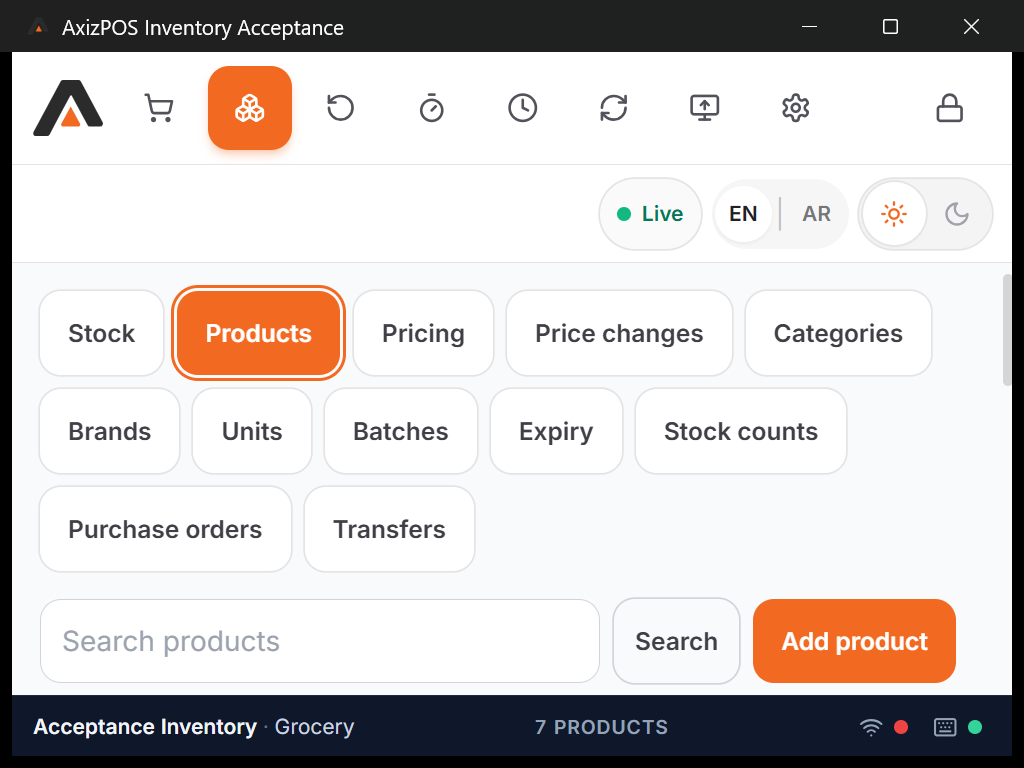 AxizPOS Inventory Acceptance
Live EN AR
Stock Products Pricing Price changes Categories
Brands Units Batches Expiry Stock counts
Purchase orders Transfers
Search products Search Add product
Acceptance Inventory · Grocery 7 PRODUCTS